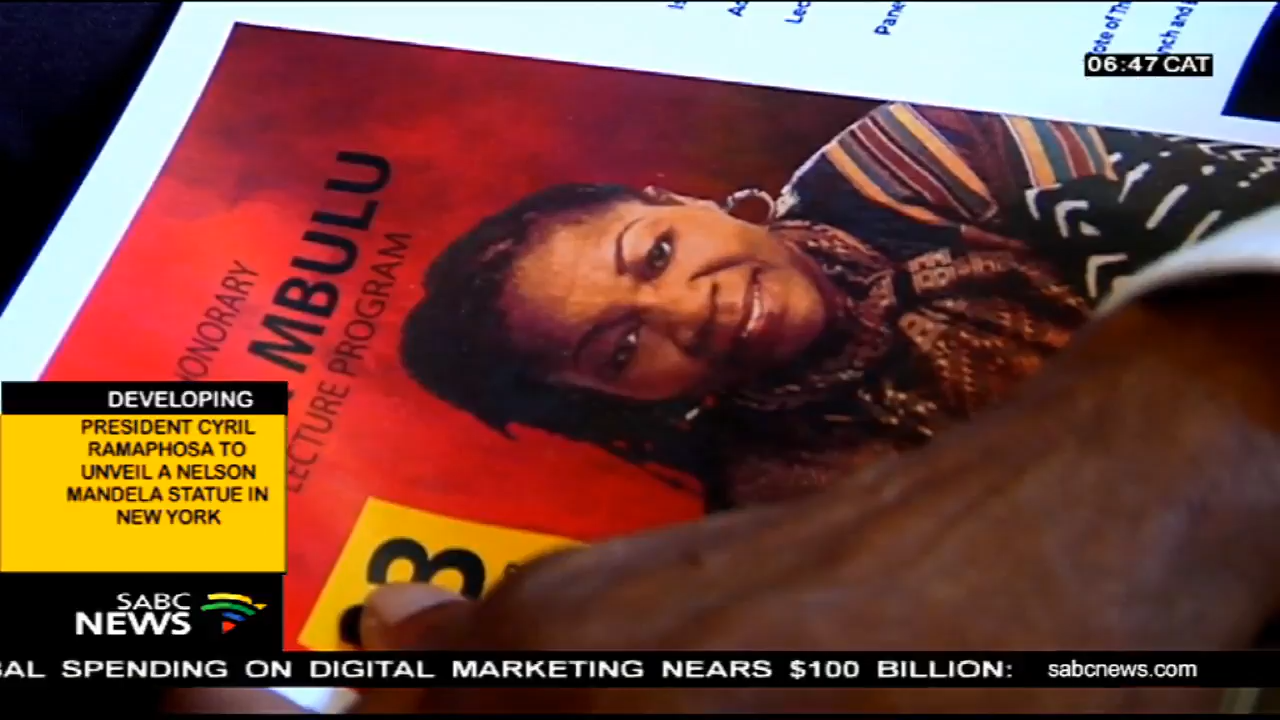 06:47 CAT
HONORARY
MBULU
LECTURE PROGRAM
DEVELOPING
PRESIDENT CYRIL
RAMAPHOSA TO
UNVEIL A NELSON
MANDELA STATUE IN
NEW YORK
SABC
NEWS
SPENDING ON DIGITAL MARKETING NEARS $100 BILLION:
sabcnews.com